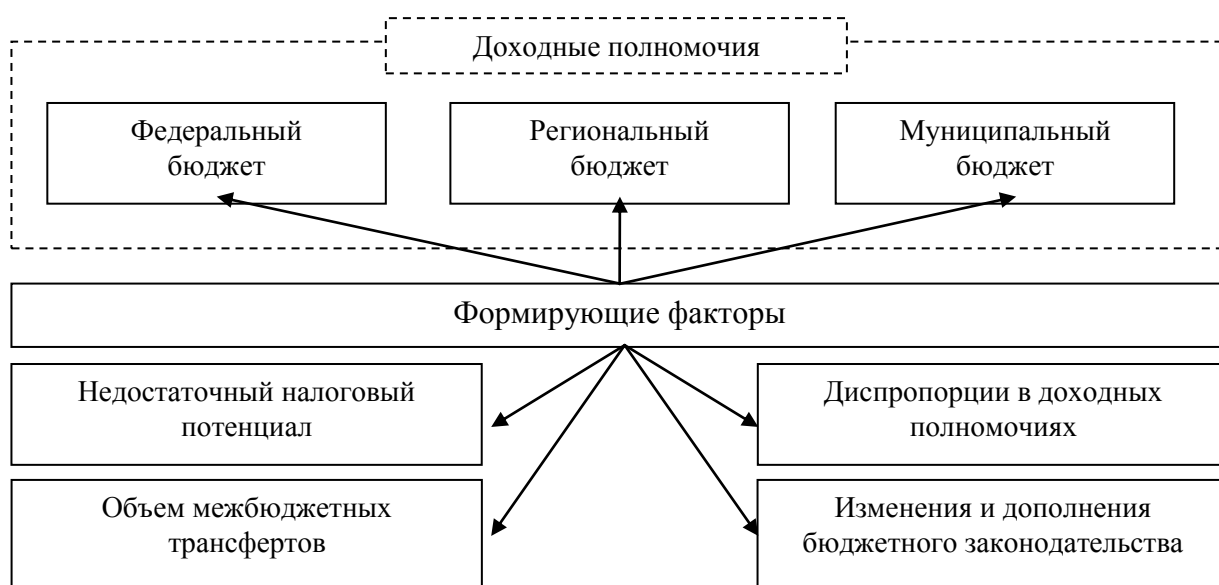 Доходные полномочия
Федеральный
бюджет
Региональный
бюджет
Муниципальный
бюджет
Формирующие факторы
Недостаточный налоговый
потенциал
Диспропорции в доходных
полномочиях
Объем межбюджетных
трансфертов
Изменения и дополнения
бюджетного законодательства